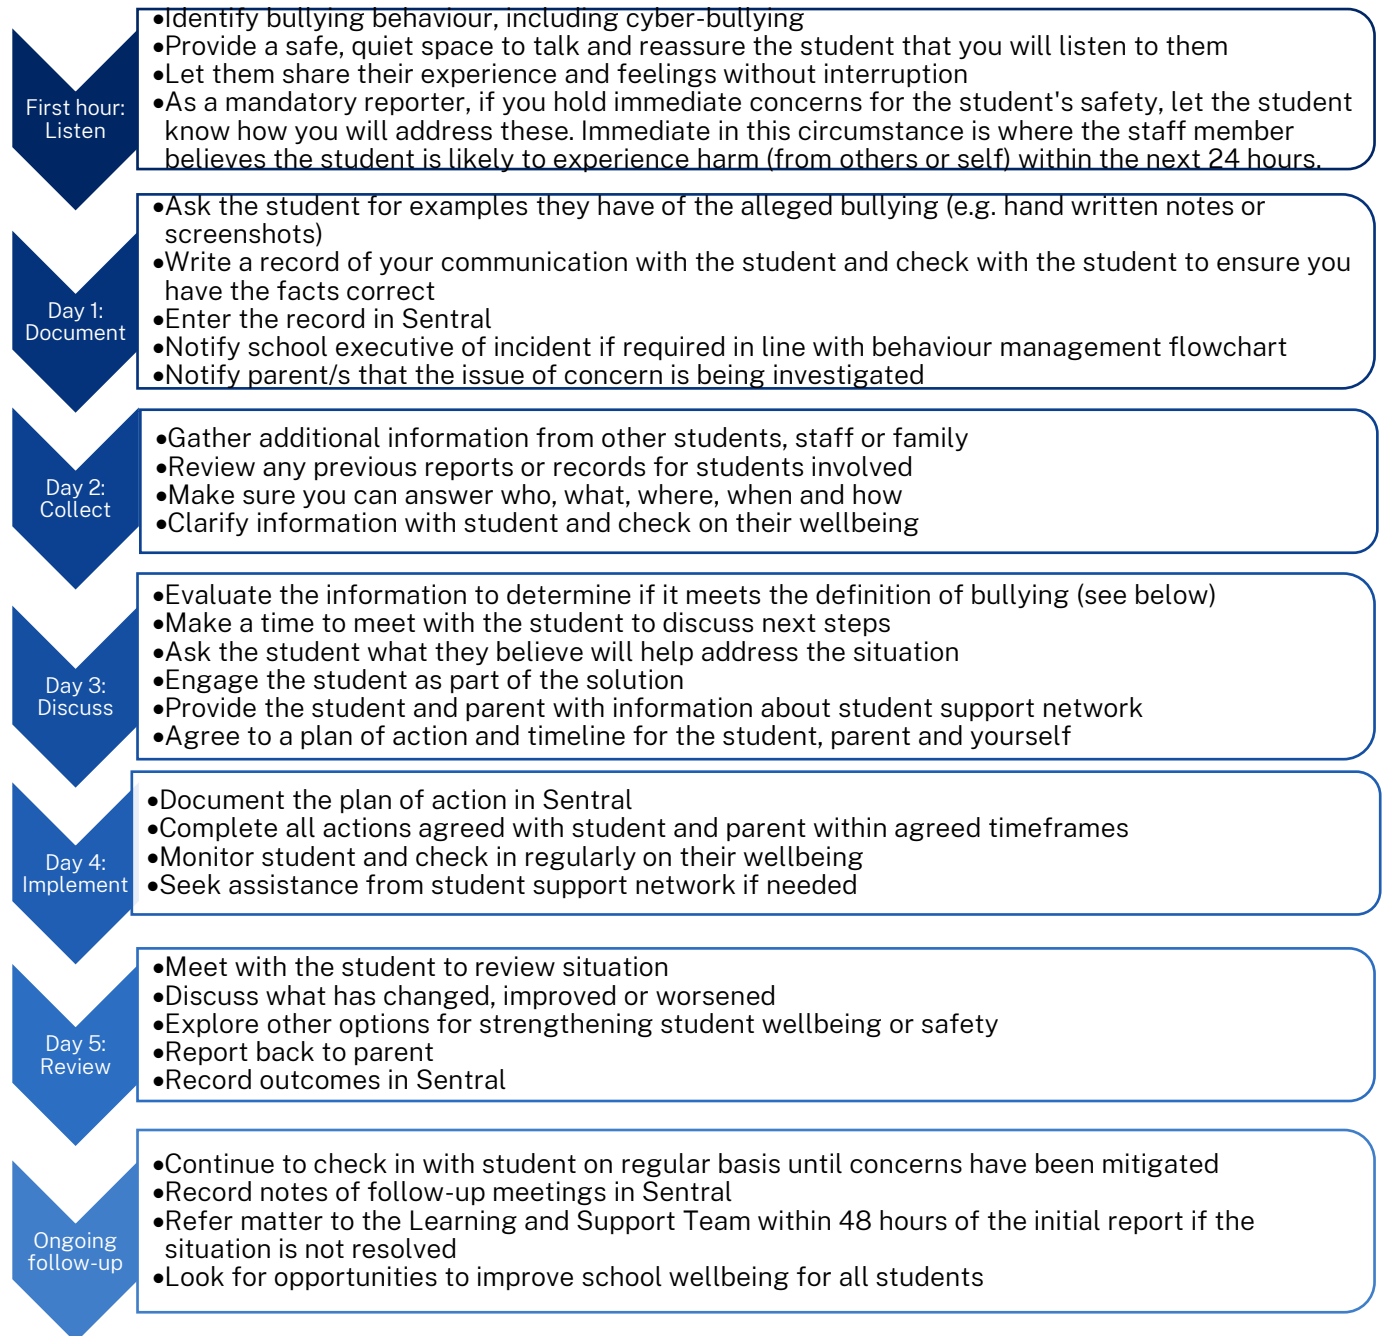 First hour:
Listen
•Identify bullying behaviour, including cyber-bullying
•Provide a safe, quiet space to talk and reassure the student that you will listen to them
•Let them share their experience and feelings without interruption
•As a mandatory reporter, if you hold immediate concerns for the student's safety, let the student
know how you will address these. Immediate in this circumstance is where the staff member
believes the student is likely to experience harm (from others or self) within the next 24 hours.
Day 1:
Document
•Ask the student for examples they have of the alleged bullying (e.g. hand written notes or
screenshots)
•Write a record of your communication with the student and check with the student to ensure you
have the facts correct
•Enter the record in Sentral
•Notify school executive of incident if required in line with behaviour management flowchart
•Notify parent/s that the issue of concern is being investigated
Day 2:
Collect
•Gather additional information from other students, staff or family
•Review any previous reports or records for students involved
•Make sure you can answer who, what, where, when and how
•Clarify information with student and check on their wellbeing
Day 3:
Discuss
•Evaluate the information to determine if it meets the definition of bullying (see below)
•Make a time to meet with the student to discuss next steps
•Ask the student what they believe will help address the situation
•Engage the student as part of the solution
•Provide the student and parent with information about student support network
•Agree to a plan of action and timeline for the student, parent and yourself
Day 4:
Implement
•Document the plan of action in Sentral
•Complete all actions agreed with student and parent within agreed timeframes
•Monitor student and check in regularly on their wellbeing
•Seek assistance from student support network if needed
Day 5:
Review
•Meet with the student to review situation
•Discuss what has changed, improved or worsened
•Explore other options for strengthening student wellbeing or safety
•Report back to parent
•Record outcomes in Sentral
Ongoing
follow-up
•Continue to check in with student on regular basis until concerns have been mitigated
•Record notes of follow-up meetings in Sentral
•Refer matter to the Learning and Support Team within 48 hours of the initial report if the
situation is not resolved
•Look for opportunities to improve school wellbeing for all students